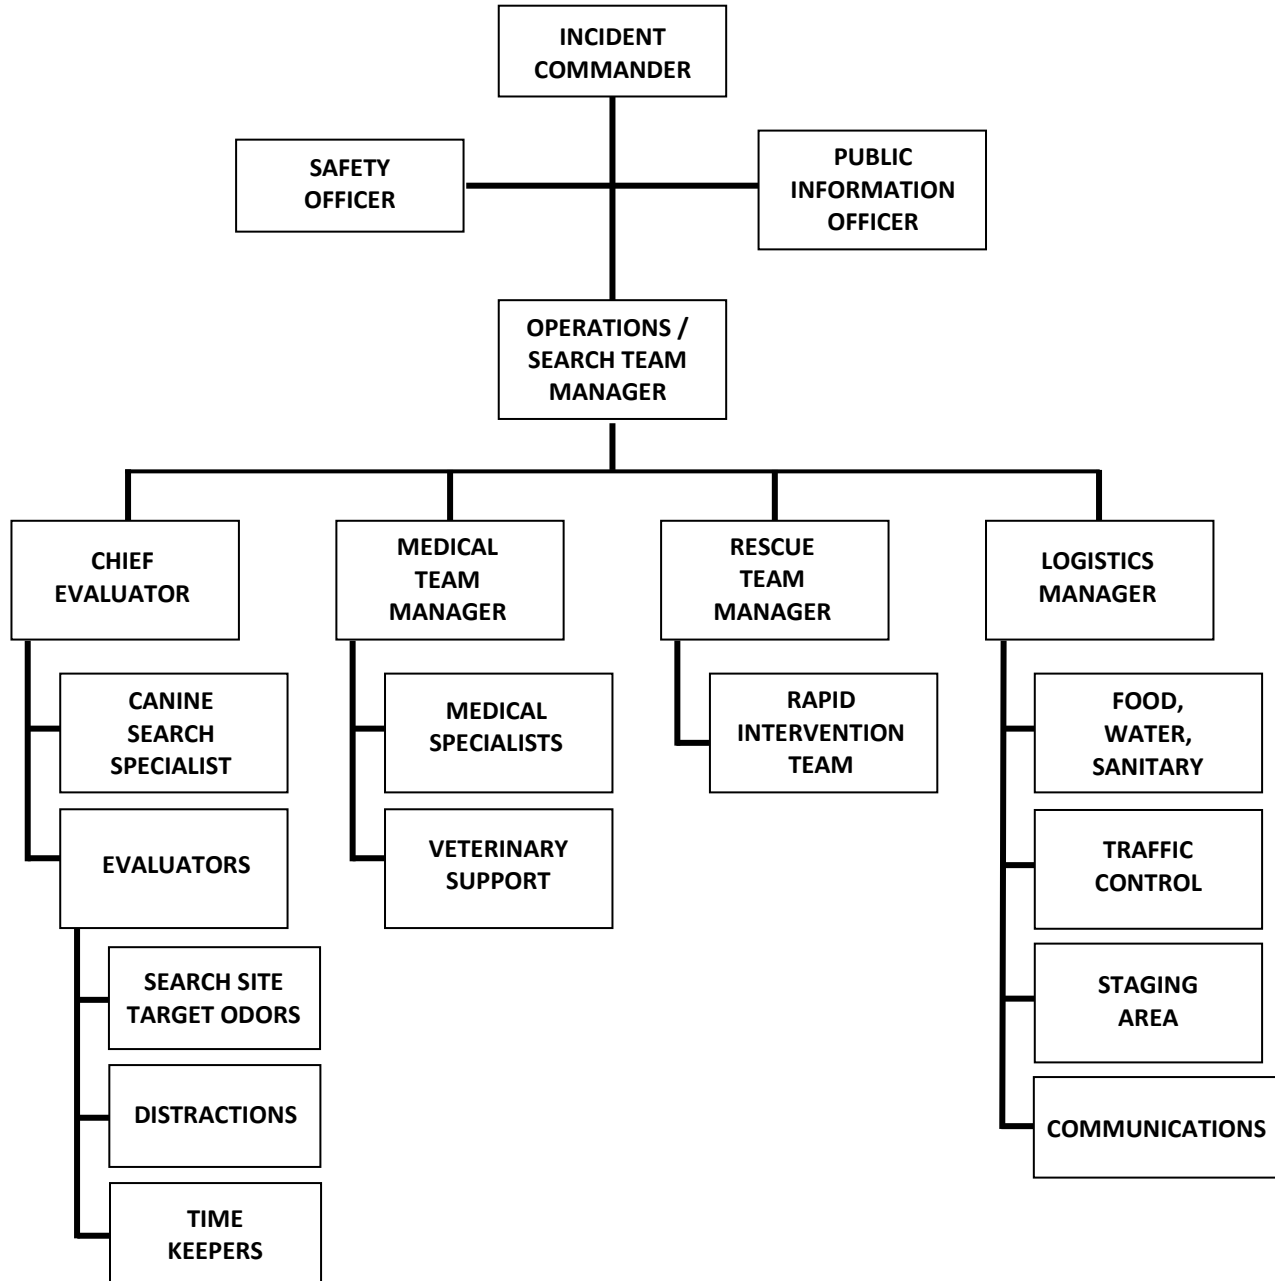 INCIDENT
COMMANDER
SAFETY
OFFICER
PUBLIC
INFORMATION
OFFICER
OPERATIONS /
SEARCH TEAM
MANAGER
CHIEF
EVALUATOR
MEDICAL
TEAM
MANAGER
RESCUE
TEAM
MANAGER
LOGISTICS
MANAGER
CANINE
SEARCH
SPECIALIST
MEDICAL
SPECIALISTS
RAPID
INTERVENTION
TEAM
FOOD,
WATER,
SANITARY
EVALUATORS
VETERINARY
SUPPORT
TRAFFIC
CONTROL
SEARCH SITE
TARGET ODORS
STAGING
AREA
DISTRACTIONS
COMMUNICATIONS
TIME
KEEPERS